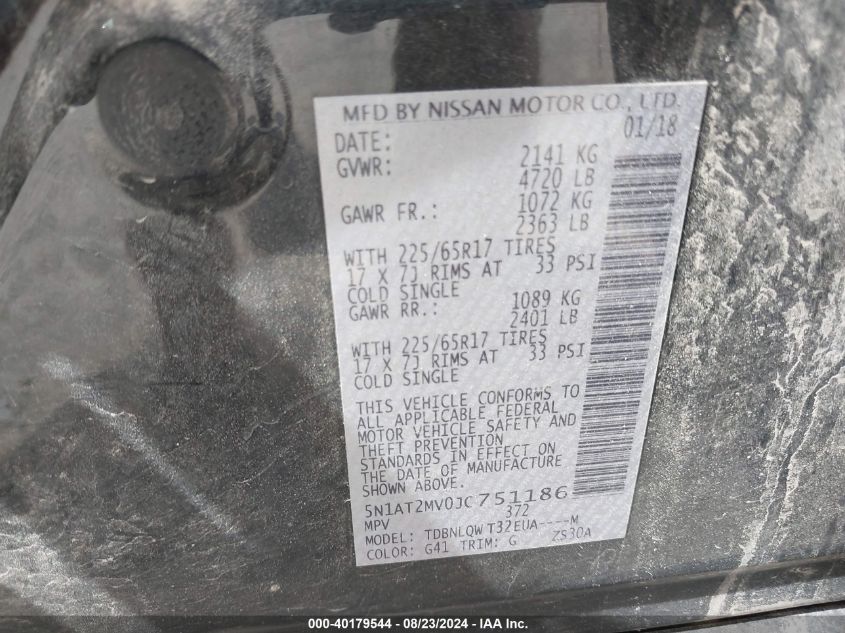 MFD BY NISSAN MOTOR CO., LTD.
DATE: 01/18
GVWR: 2141 KG
4720 LB
GAWR FR.: 1072 KG
2363 LB
WITH 225/65R17 TIRES
17 X 7J RIMS AT 33 PSI
COLD SINGLE
GAWR RR.: 1089 KG
2401 LB
WITH 225/65R17 TIRES
17 X 7J RIMS AT 33 PSI
COLD SINGLE
THIS VEHICLE CONFORMS TO
ALL APPLICABLE FEDERAL
MOTOR VEHICLE SAFETY AND
THEFT PREVENTION
STANDARDS IN EFFECT ON
THE DATE OF MANUFACTURE
SHOWN ABOVE.
5N1AT2MV0JC751186
MPV 372
MODEL: TDBNLQW T32EUA----M
COLOR: G41 TRIM: G ZS30A
000-40179544 / 08/23/2024 - IAA Inc.